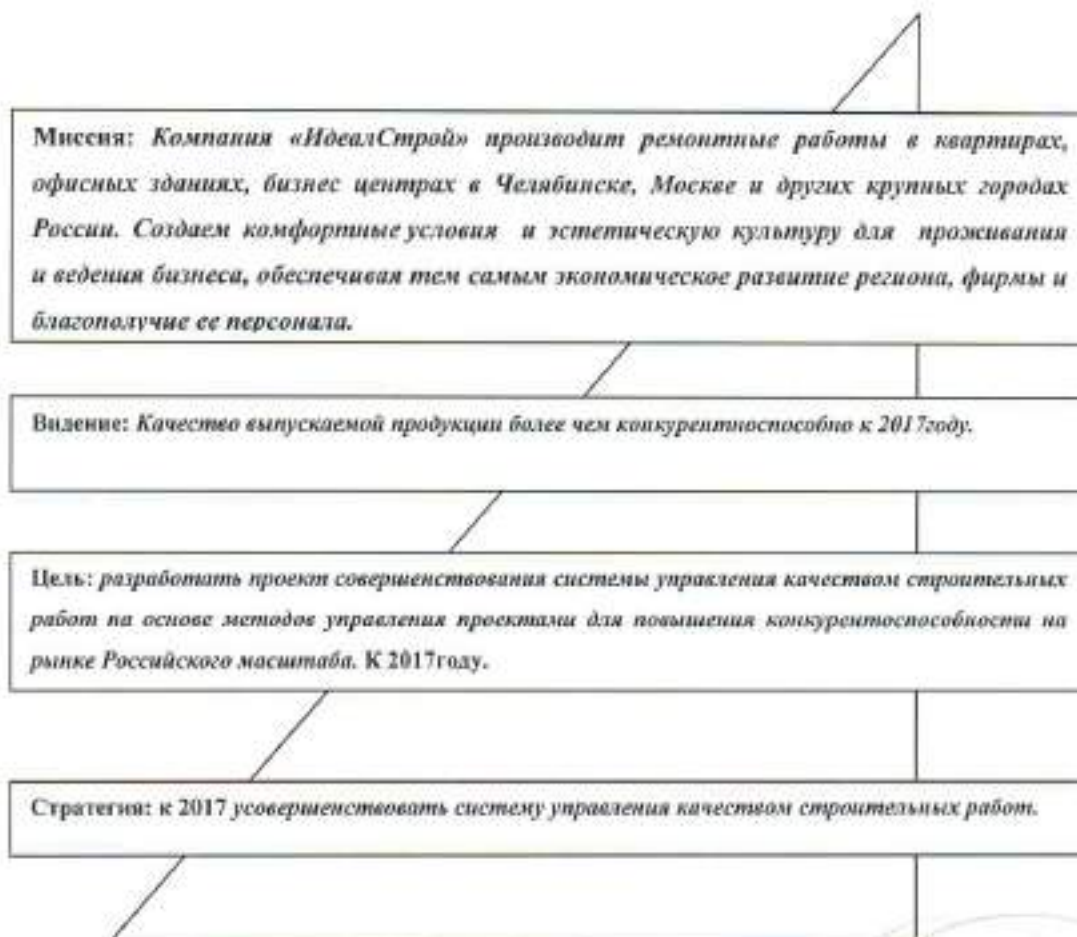 Миссия: Компания «ИдеалСтрой» производит ремонтные работы в квартирах,
офисных зданиях, бизнес центрах в Челябинске, Москве и других крупных городах
России. Создаем комфортные условия и эстетическую культуру для проживания
и ведения бизнеса, обеспечивая тем самым экономическое развитие региона, фирмы и
благополучие ее персонала.
Видение: Качество выпускаемой продукции более чем конкурентноспособно к 2017году.
Цель: разработать проект совершенствования системы управления качеством строительных
работ на основе методов управления проектами для повышения конкурентоспособности на
рынке Российского масштаба. К 2017году.
Стратегия: к 2017 усовершенствовать систему управления качеством строительных работ.